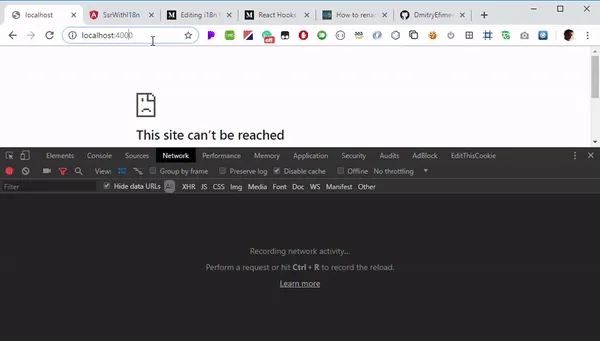 localhost
SsrWithI18n
Editing i18n
React Hooks
How to rena
DmitryEfime
localhost:4000
off
This site can't be reached
Elements Console Sources Network Performance Memory Application Security Audits AdBlock EditThisCookie
View: Group by frame Preserve log Disable cache Offline No throttling
Filter Hide data URLs All XHR JS CSS Img Media Font Doc WS Manifest Other
Recording network activity...
Perform a request or hit Ctrl + R to record the reload.
Learn more